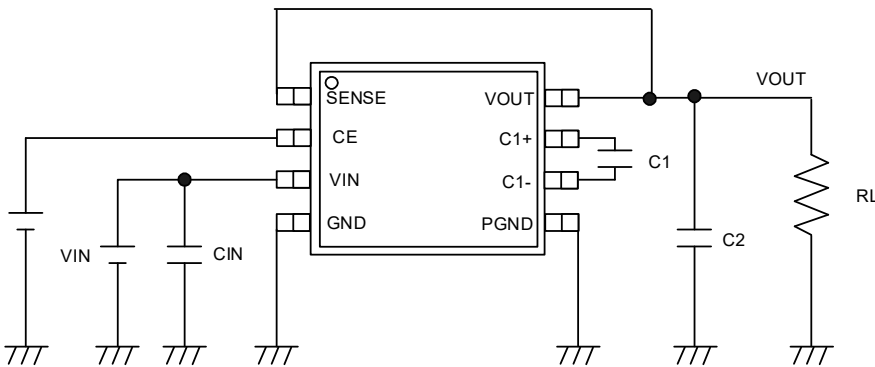 VOUT
SENSE
VOUT
CE
C1+
VIN
C1-
C1
GND
PGND
RL
VIN
CIN
C2